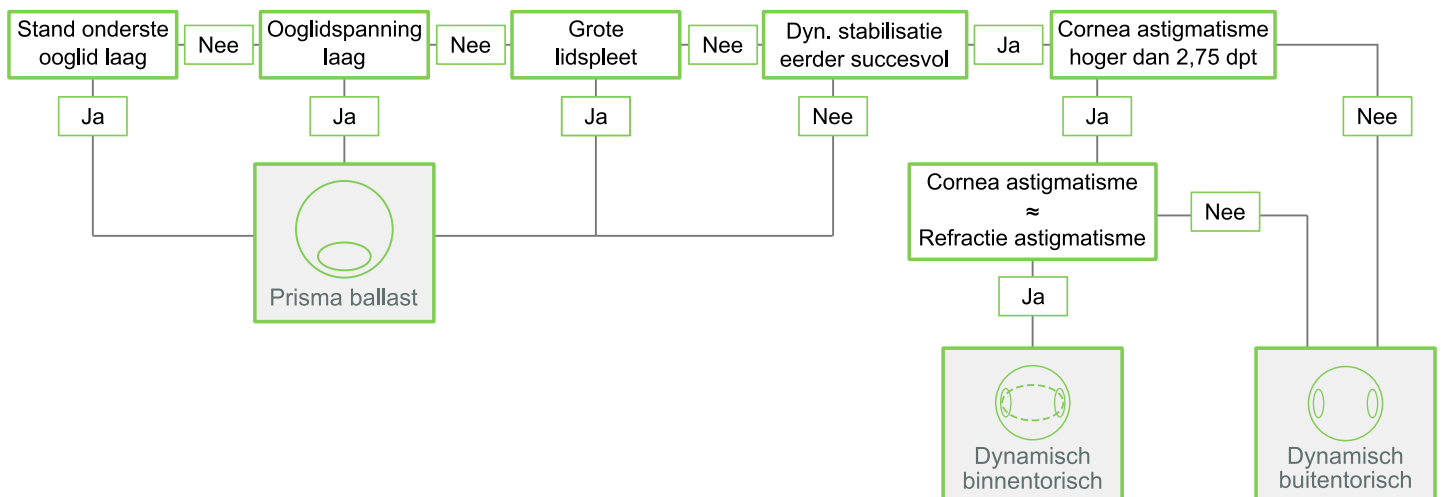 Stand onderste
ooglid laag
Nee
Ooglidspanning
laag
Nee
Grote
lidspleet
Nee
Dyn. stabilisatie
eerder succesvol
Ja
Cornea astigmatisme
hoger dan 2,75 dpt
Ja
Ja
Ja
Nee
Ja
Nee
Prisma ballast
Cornea astigmatisme
≈
Refractie astigmatisme
Nee
Ja
Dynamisch
binnentorisch
Dynamisch
buitentorisch